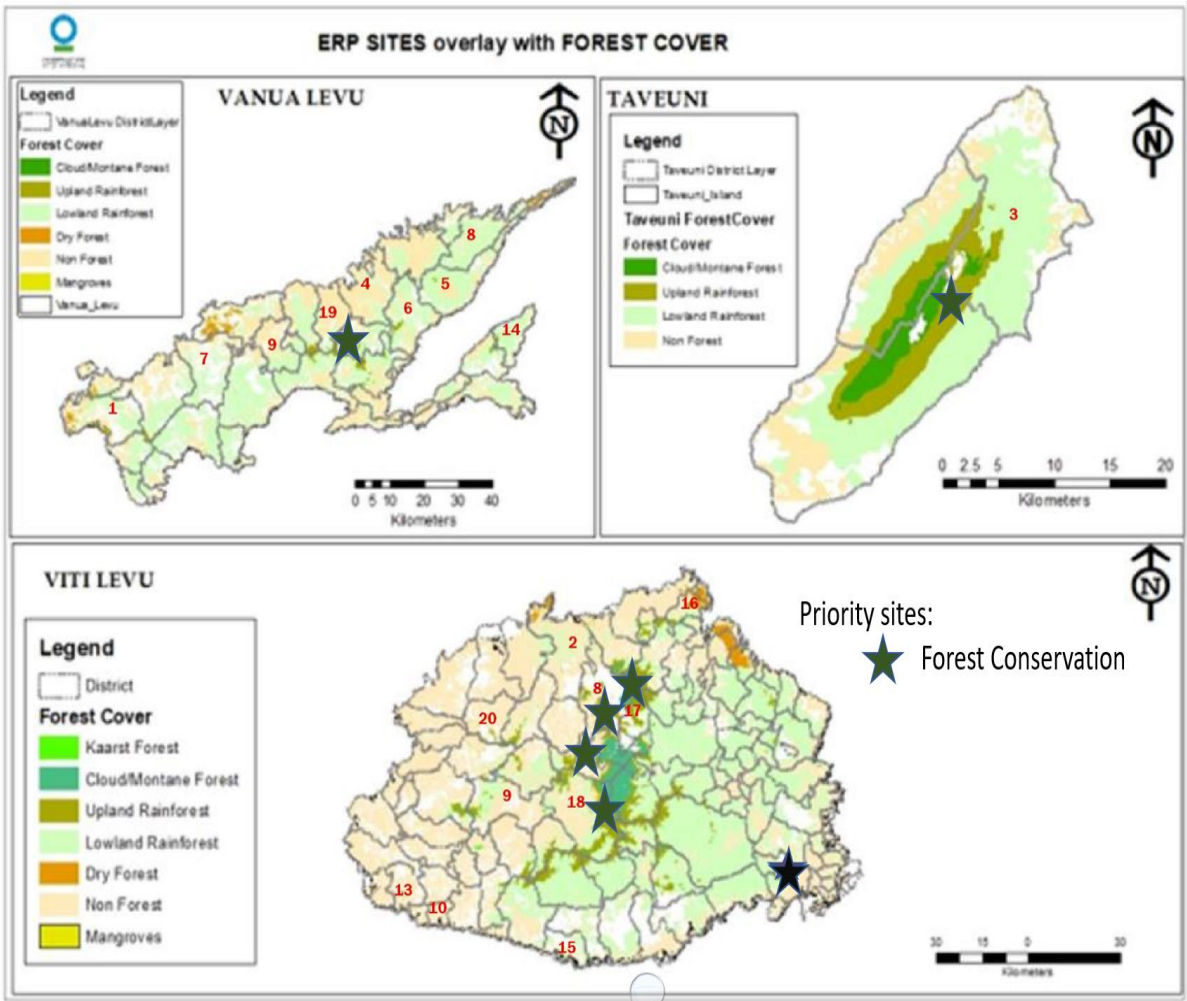 ERP SITES overlay with FOREST COVER
VANUA LEVU
Legend
VanuaLevu DistrictLayer
Forest Cover
Cloud/Montane Forest
Upland Rainforest
Lowland Rainforest
Dry Forest
Non Forest
Mangroves
Vanua_Levu
N
8
4
5
19
6
9
14
7
1
0 5 10 20 30 40
Kilometers
TAVEUNI
Legend
Taveuni District Layer
Taveuni_Island
Taveuni ForestCover
Forest Cover
Cloud/Montane Forest
Upland Rainforest
Lowland Rainforest
Non Forest
N
3
0 2.5 5 10 15 20
Kilometers
VITI LEVU
Legend
District
Forest Cover
Kaarst Forest
Cloud/Montane Forest
Upland Rainforest
Lowland Rainforest
Dry Forest
Non Forest
Mangroves
16
2
8
17
20
9
18
13
10
15
N
Priority sites:
Forest Conservation
30 15 0 30
Kilometers